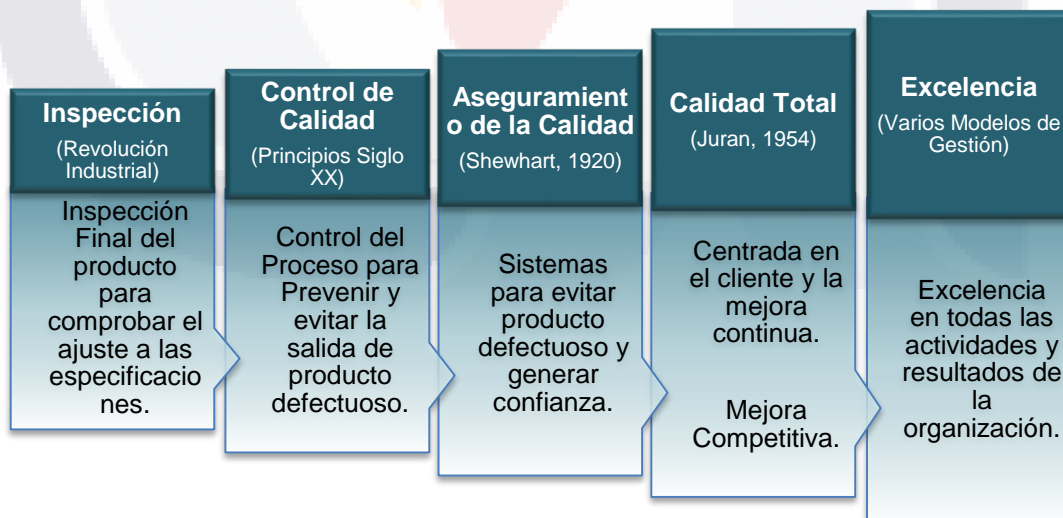 Inspección
(Revolución
Industrial)
Inspección
Final del
producto
para
comprobar el
ajuste a las
especificacio
nes.
Control de
Calidad
(Principios Siglo
XX)
Control del
Proceso para
Prevenir y
evitar la
salida de
producto
defectuoso.
Aseguramient
o de la Calidad
(Shewhart, 1920)
Sistemas
para evitar
producto
defectuoso y
generar
confianza.
Calidad Total
(Juran, 1954)
Centrada en
el cliente y la
mejora
continua.
Mejora
Competitiva.
Excelencia
(Varios Modelos de
Gestión)
Excelencia
en todas las
actividades y
resultados de
la
organización.